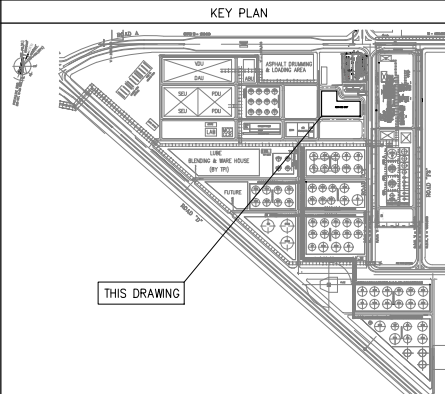 KEY PLAN
ROAD A
VDU
DAU
ABU
ASPHALT DRUMMING
& LOADING AREA
SEU
PDU
SEU
PDU
LAB
LUBE
BLENDING & WARE HOUSE
(BY TPI)
FUTURE
ROAD "D"
THIS DRAWING